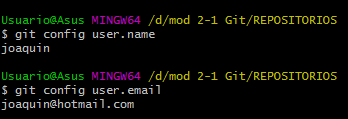 Usuario@Asus MINGW64 /d/mod 2-1 Git/REPOSITORIOS
$ git config user.name
joaquin
Usuario@Asus MINGW64 /d/mod 2-1 Git/REPOSITORIOS
$ git config user.email
joaquin@hotmail.com